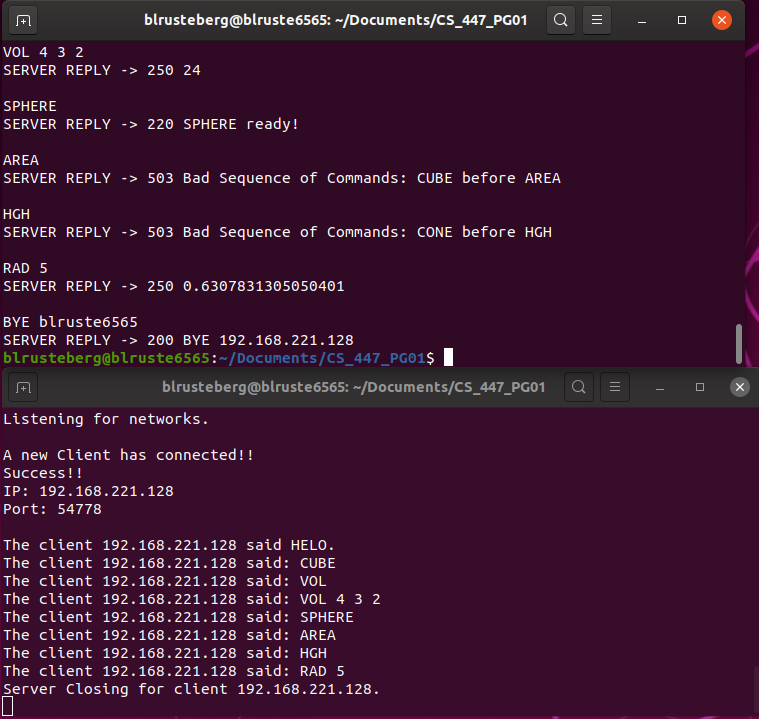 blrusteberg@blruste6565: ~/Documents/CS_447_PG01
VOL 4 3 2
SERVER REPLY -> 250 24
SPHERE
SERVER REPLY -> 220 SPHERE ready!
AREA
SERVER REPLY -> 503 Bad Sequence of Commands: CUBE before AREA
HGH
SERVER REPLY -> 503 Bad Sequence of Commands: CONE before HGH
RAD 5
SERVER REPLY -> 250 0.6307831305050401
BYE blruste6565
SERVER REPLY -> 200 BYE 192.168.221.128
blrusteberg@blruste6565:~/Documents/CS_447_PG01$
blrusteberg@blruste6565: ~/Documents/CS_447_PG01
Listening for networks.
A new Client has connected!!
Success!!
IP: 192.168.221.128
Port: 54778
The client 192.168.221.128 said HELO.
The client 192.168.221.128 said: CUBE
The client 192.168.221.128 said: VOL
The client 192.168.221.128 said: VOL 4 3 2
The client 192.168.221.128 said: SPHERE
The client 192.168.221.128 said: AREA
The client 192.168.221.128 said: HGH
The client 192.168.221.128 said: RAD 5
Server Closing for client 192.168.221.128.